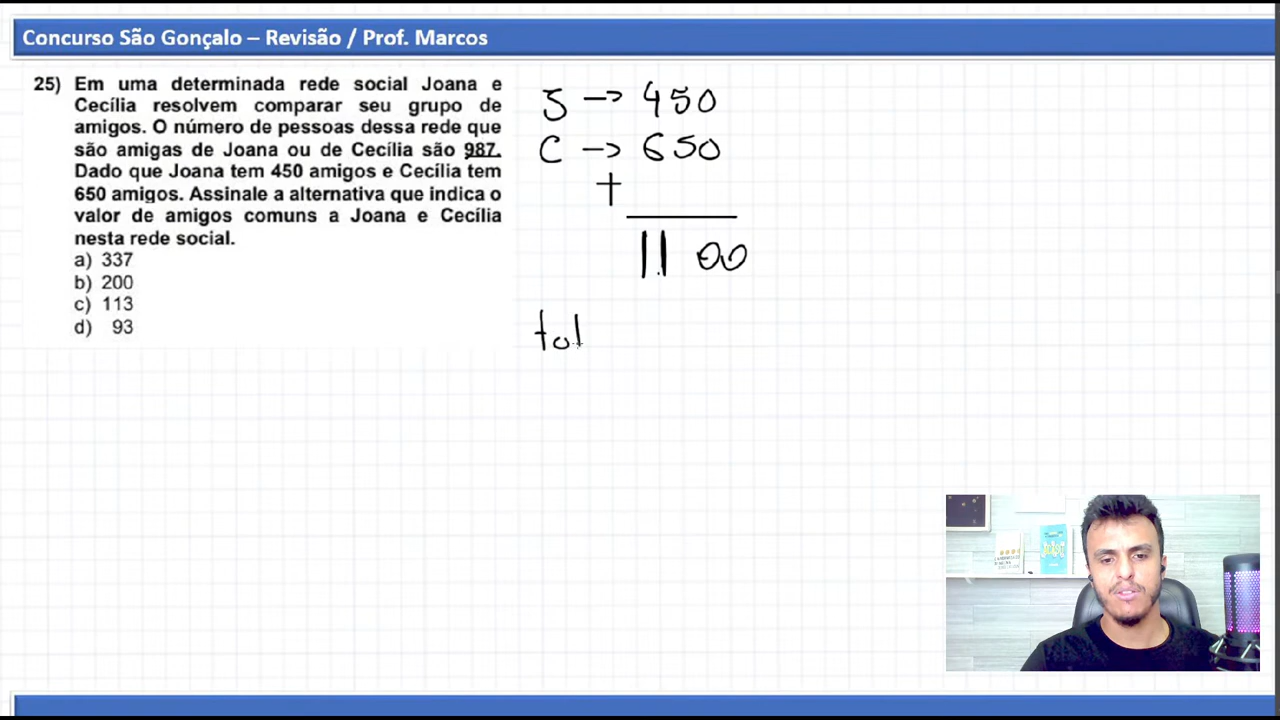 Concurso São Gonçalo – Revisão / Prof. Marcos
25) Em uma determinada rede social Joana e
Cecília resolvem comparar seu grupo de
amigos. O número de pessoas dessa rede que
são amigas de Joana ou de Cecília são 987.
Dado que Joana tem 450 amigos e Cecília tem
650 amigos. Assinale a alternativa que indica o
valor de amigos comuns a Joana e Cecília
nesta rede social.
a) 337
b) 200
c) 113
d) 93
J → 450
C → 650
+
1100
tot